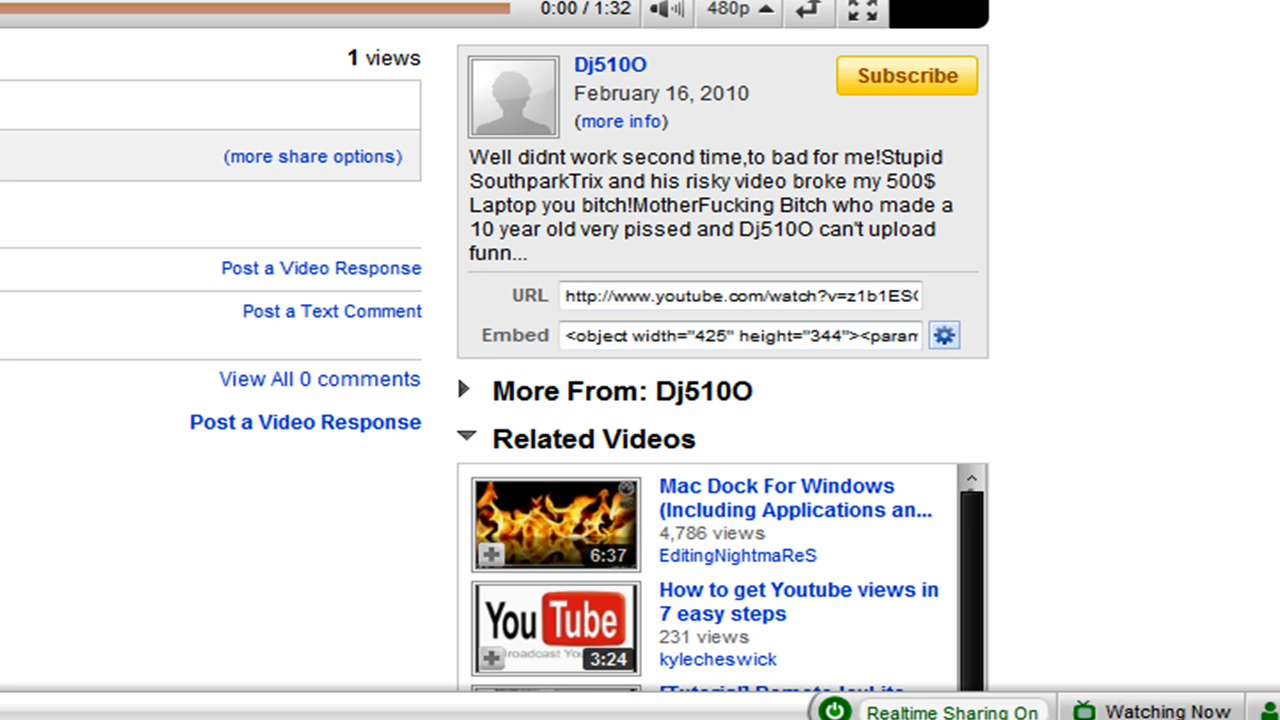 0:00 / 1:32
480p
1 views
(more share options)
Post a Video Response
Post a Text Comment
View All 0 comments
Post a Video Response
Dj510O
February 16, 2010
(more info)
Subscribe
Well didnt work second time,to bad for me!Stupid
SouthparkTrix and his risky video broke my 500$
Laptop you bitch!MotherFucking Bitch who made a
10 year old very pissed and Dj510O can't upload
funn...
URL http://www.youtube.com/watch?v=z1b1ES
Embed <object width="425" height="344"><param
More From: Dj510O
Related Videos
Mac Dock For Windows
(Including Applications an...
4,786 views
EditingNightmaReS
6:37
How to get Youtube views in
7 easy steps
231 views
kylecheswick
You Tube
Broadcast
3:24
Realtime Sharing On
Watching Now